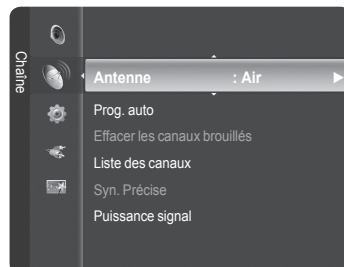 Chaîne
Antenne : Air
Prog. auto
Effacer les canaux brouillés
Liste des canaux
Syn. Précise
Puissance signal